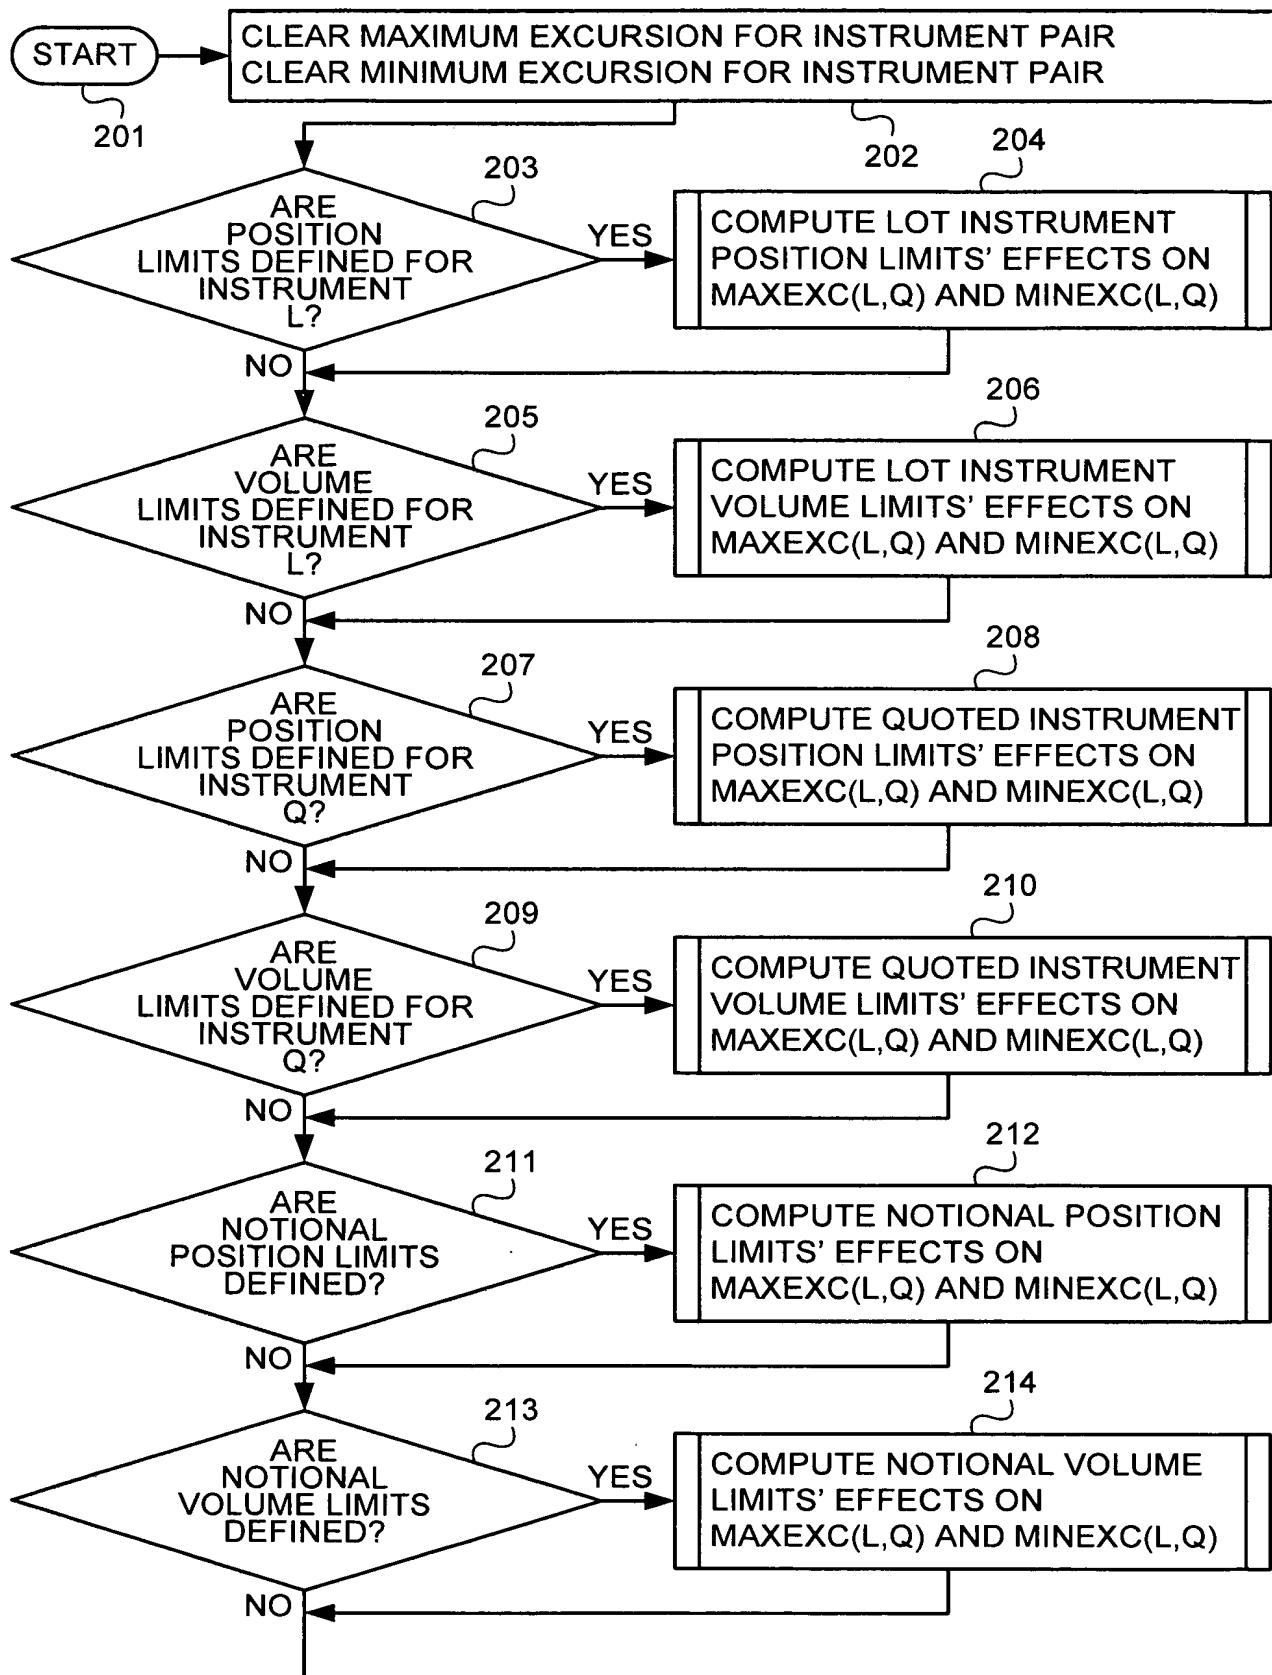 START
CLEAR MAXIMUM EXCURSION FOR INSTRUMENT PAIR
CLEAR MINIMUM EXCURSION FOR INSTRUMENT PAIR
201
202
203
ARE
POSITION
LIMITS DEFINED FOR
INSTRUMENT
L?
YES
NO
204
COMPUTE LOT INSTRUMENT
POSITION LIMITS' EFFECTS ON
MAXEXC(L,Q) AND MINEXC(L,Q)
205
ARE
VOLUME
LIMITS DEFINED FOR
INSTRUMENT
L?
YES
NO
206
COMPUTE LOT INSTRUMENT
VOLUME LIMITS' EFFECTS ON
MAXEXC(L,Q) AND MINEXC(L,Q)
207
ARE
POSITION
LIMITS DEFINED FOR
INSTRUMENT
Q?
YES
NO
208
COMPUTE QUOTED INSTRUMENT
POSITION LIMITS' EFFECTS ON
MAXEXC(L,Q) AND MINEXC(L,Q)
209
ARE
VOLUME
LIMITS DEFINED FOR
INSTRUMENT
Q?
YES
NO
210
COMPUTE QUOTED INSTRUMENT
VOLUME LIMITS' EFFECTS ON
MAXEXC(L,Q) AND MINEXC(L,Q)
211
ARE
NOTIONAL
POSITION LIMITS
DEFINED?
YES
NO
212
COMPUTE NOTIONAL POSITION
LIMITS' EFFECTS ON
MAXEXC(L,Q) AND MINEXC(L,Q)
213
ARE
NOTIONAL
VOLUME LIMITS
DEFINED?
YES
NO
214
COMPUTE NOTIONAL VOLUME
LIMITS' EFFECTS ON
MAXEXC(L,Q) AND MINEXC(L,Q)